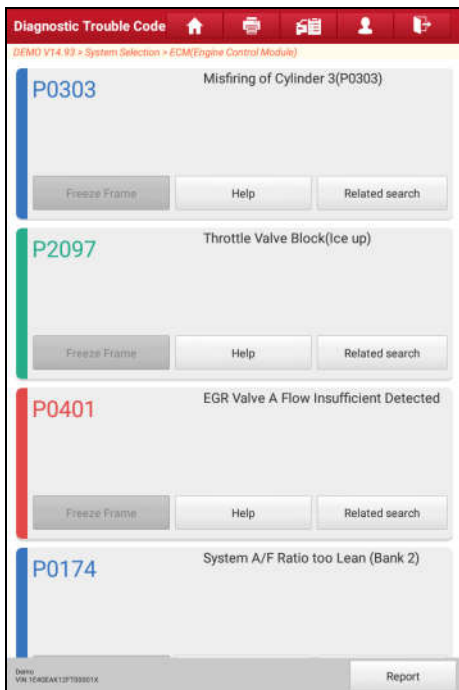 Diagnostic Trouble Code
DEMO V14.93 > System Selection > ECM(Engine Control Module)
P0303
Misfiring of Cylinder 3(P0303)
Freeze Frame
Help
Related search
P2097
Throttle Valve Block(Ice up)
Freeze Frame
Help
Related search
P0401
EGR Valve A Flow Insufficient Detected
Freeze Frame
Help
Related search
P0174
System A/F Ratio too Lean (Bank 2)
Demo
VIN
Report